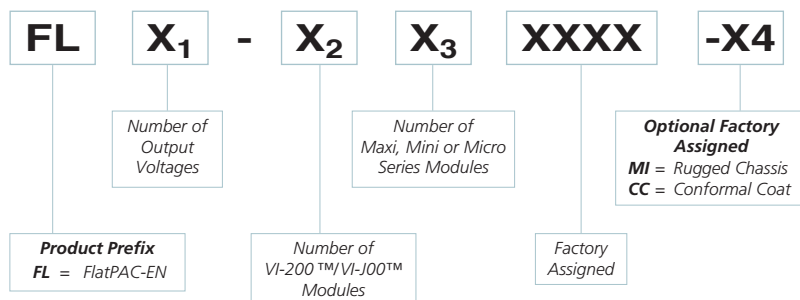 FL X1 - X2 X3 XXXX -X4
Number of
Output
Voltages
Number of
Maxi, Mini or Micro
Series Modules
Optional Factory
Assigned
MI = Rugged Chassis
CC = Conformal Coat
Product Prefix
FL = FlatPAC-EN
Number of
VI-200™/VI-J00™
Modules
Factory
Assigned